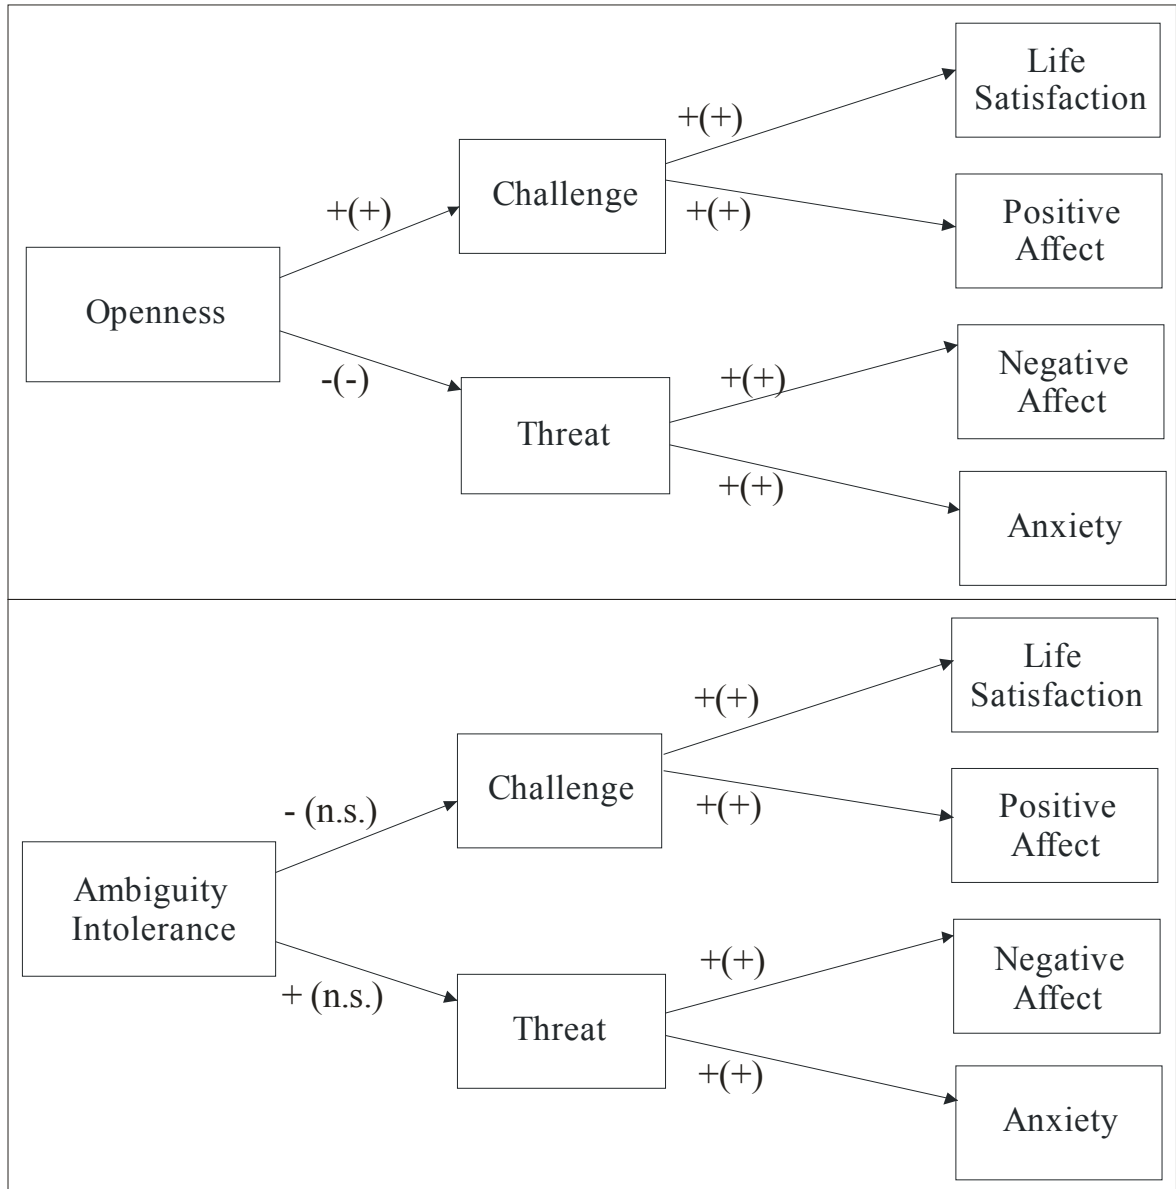 Life
Satisfaction
+(+)
Challenge
+(+)
+(+)
Positive
Affect
Openness
-(-)
+(+)
Negative
Affect
Threat
+(+)
Anxiety
Life
Satisfaction
+(+)
Challenge
- (n.s.)
+(+)
Positive
Affect
Ambiguity
Intolerance
+ (n.s.)
+(+)
Negative
Affect
Threat
+(+)
Anxiety